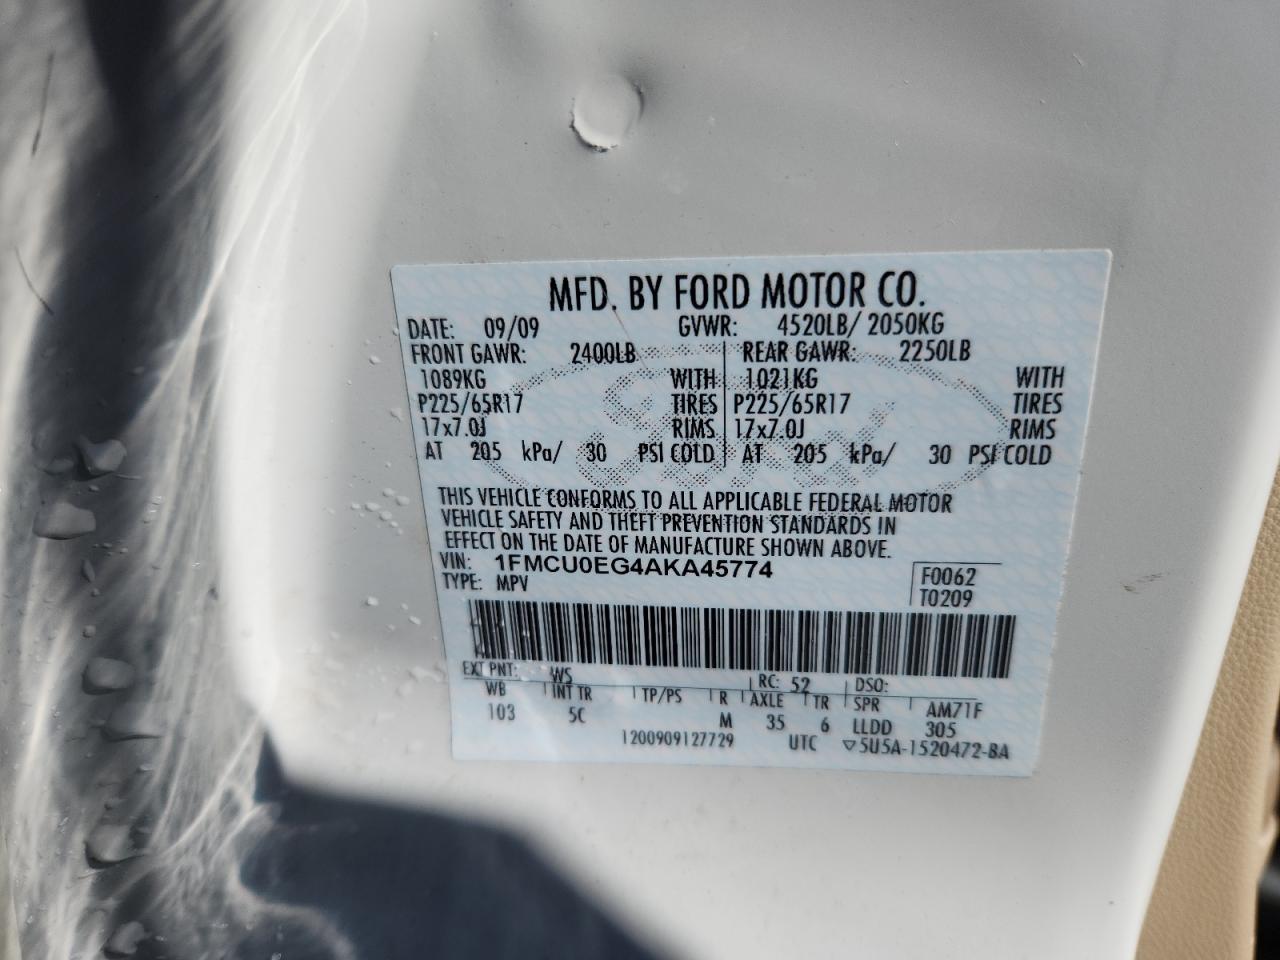 MFD. BY FORD MOTOR CO.
DATE: 09/09 GVWR: 4520LB/ 2050KG
FRONT GAWR: 2400LB REAR GAWR: 2250LB
1089KG WITH 1021KG WITH
P225/65R17 TIRES P225/65R17 TIRES
17x7.0J RIMS 17x7.0J RIMS
AT 205 kPa/ 30 PSI COLD AT 205 kPa/ 30 PSI COLD
THIS VEHICLE CONFORMS TO ALL APPLICABLE FEDERAL MOTOR
VEHICLE SAFETY AND THEFT PREVENTION STANDARDS IN
EFFECT ON THE DATE OF MANUFACTURE SHOWN ABOVE.
VIN: 1FMCU0EG4AKA45774 F0062
TYPE: MPV T0209
EXT PNT: WS RC: 52 DSO:
WB INT TR TP/PS R AXLE TR SPR AM71F
103 5C M 35 6 LLDD 305
1200909127729 UTC ▽5U5A-1520472-BA